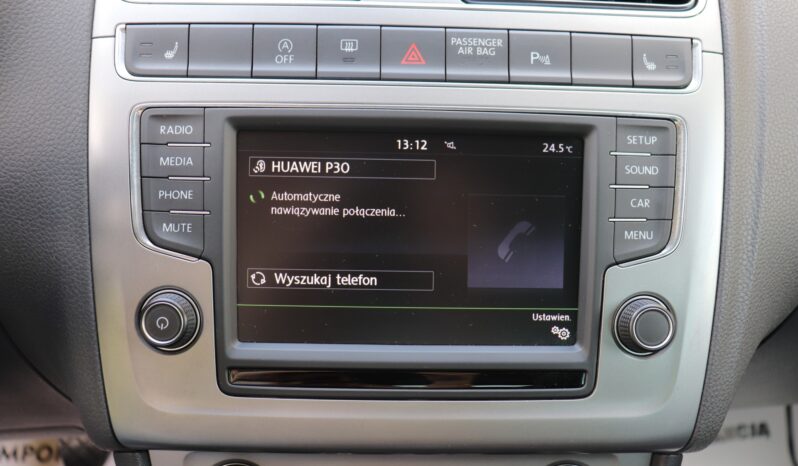 A
OFF
PASSENGER
AIR BAG
P
RADIO
MEDIA
PHONE
MUTE
13:12
24.5°C
HUAWEI P30
Automatyczne
nawiązywanie połączenia...
Wyszukaj telefon
Ustawien.
SETUP
SOUND
CAR
MENU